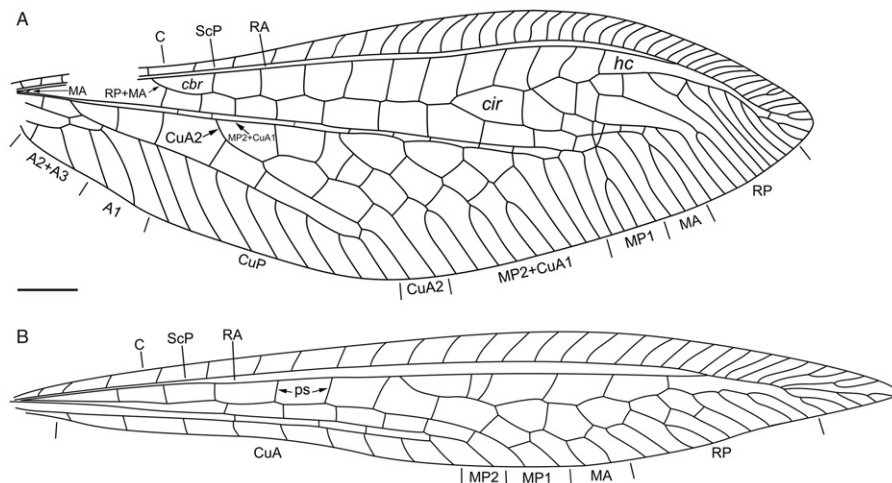 A
C
ScP
RA
MA
RP+MA
cbr
hc
cir
CuA2
MP2+CuA1
A2+A3
A1
CuP
CuA2
MP2+CuA1
MP1
MA
RP
B
C
ScP
RA
ps
CuA
MP2
MP1
MA
RP